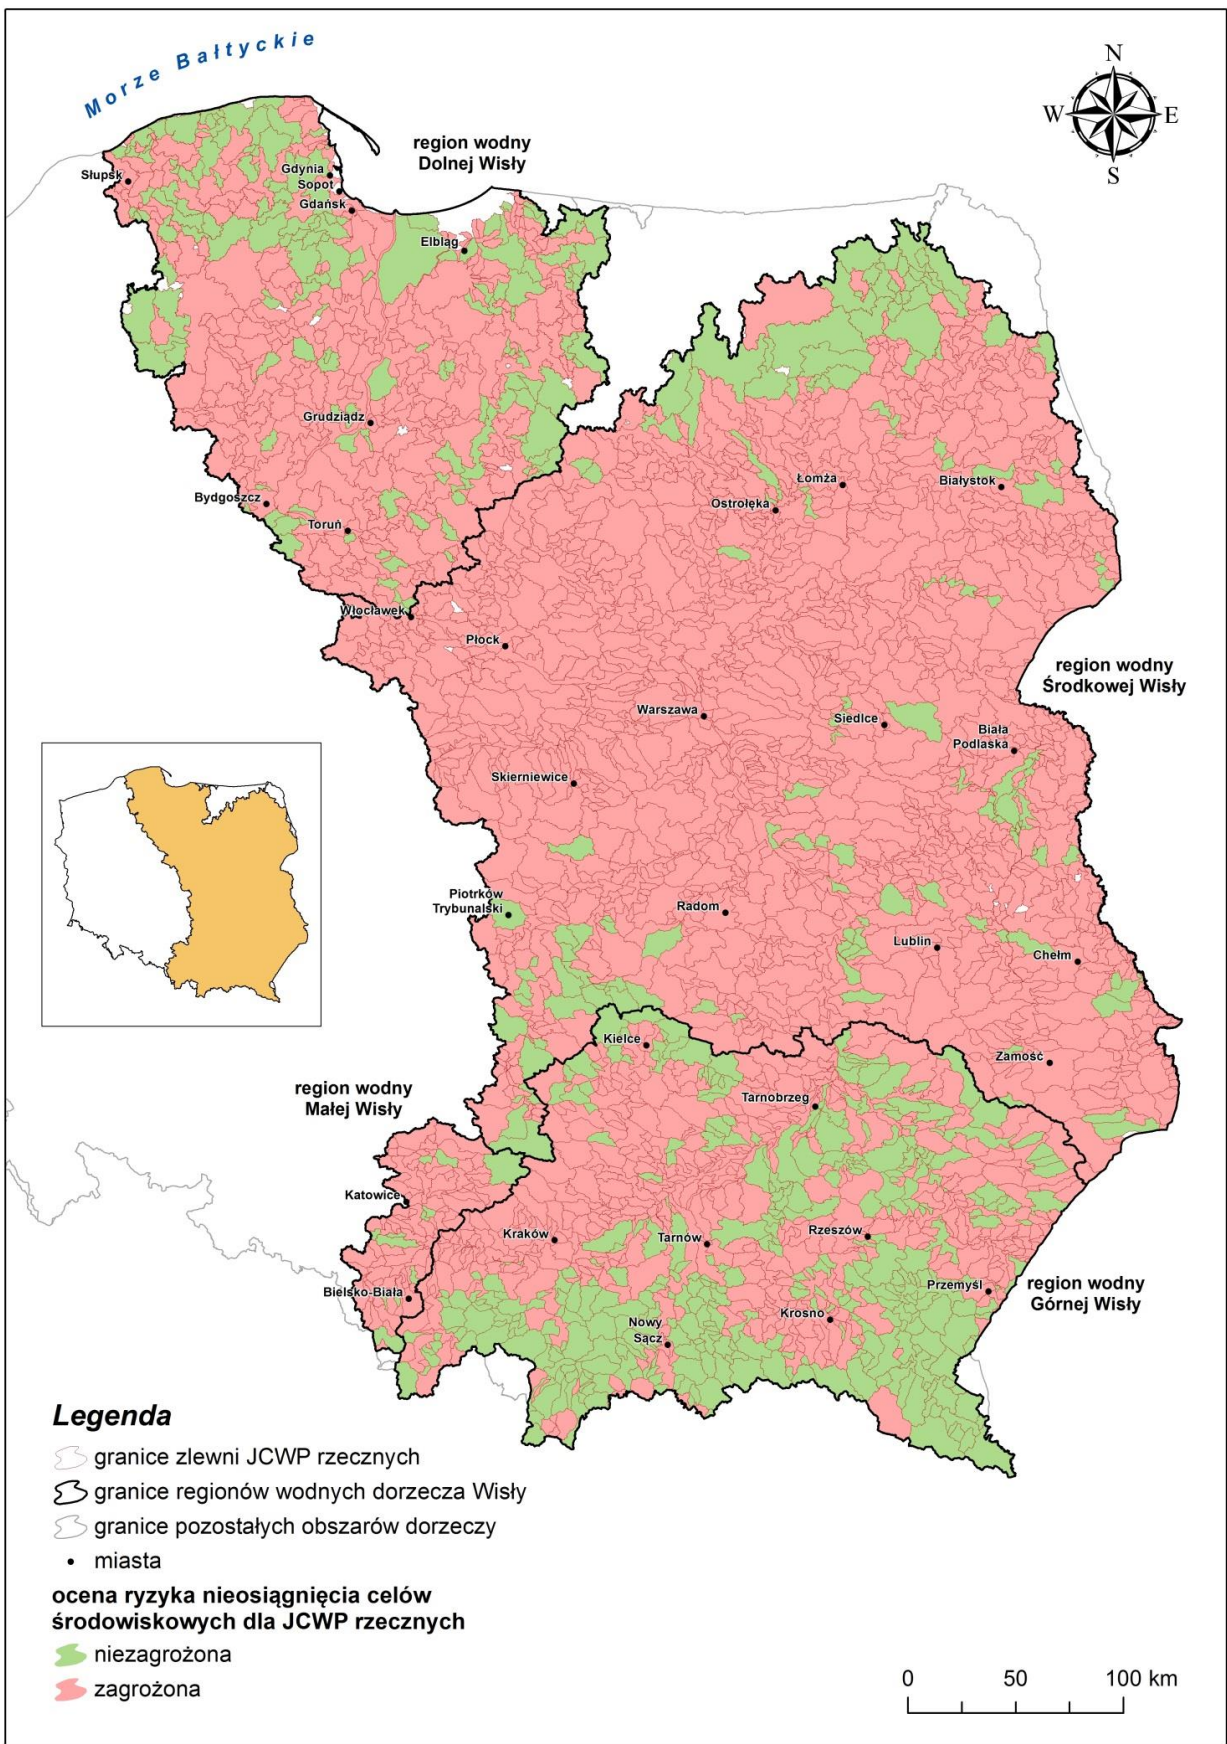 Morze Bałtyckie
N
W
E
S
region wodny
Dolnej Wisły
Słupsk
Gdynia
Sopot
Gdańsk
Elbląg
Grudziądz
Bydgoszcz
Toruń
Łomża
Białystok
Ostrołęka
Włocławek
Płock
region wodny
Środkowej Wisły
Warszawa
Siedlce
Biała
Podlaska
Skierniewice
Piotrków
Trybunalski
Radom
Lublin
Chełm
Kielce
Zamość
region wodny
Małej Wisły
Tarnobrzeg
Katowice
Kraków
Tarnów
Rzeszów
Bielsko-Biała
Przemyśl
region wodny
Górnej Wisły
Krosno
Nowy
Sącz
Legenda
granice zlewni JCWP rzecznych
granice regionów wodnych dorzecza Wisły
granice pozostałych obszarów dorzeczy
miasta
ocena ryzyka nieosiągnięcia celów
środowiskowych dla JCWP rzecznych
niezagrożona
zagrożona
0 50 100 km